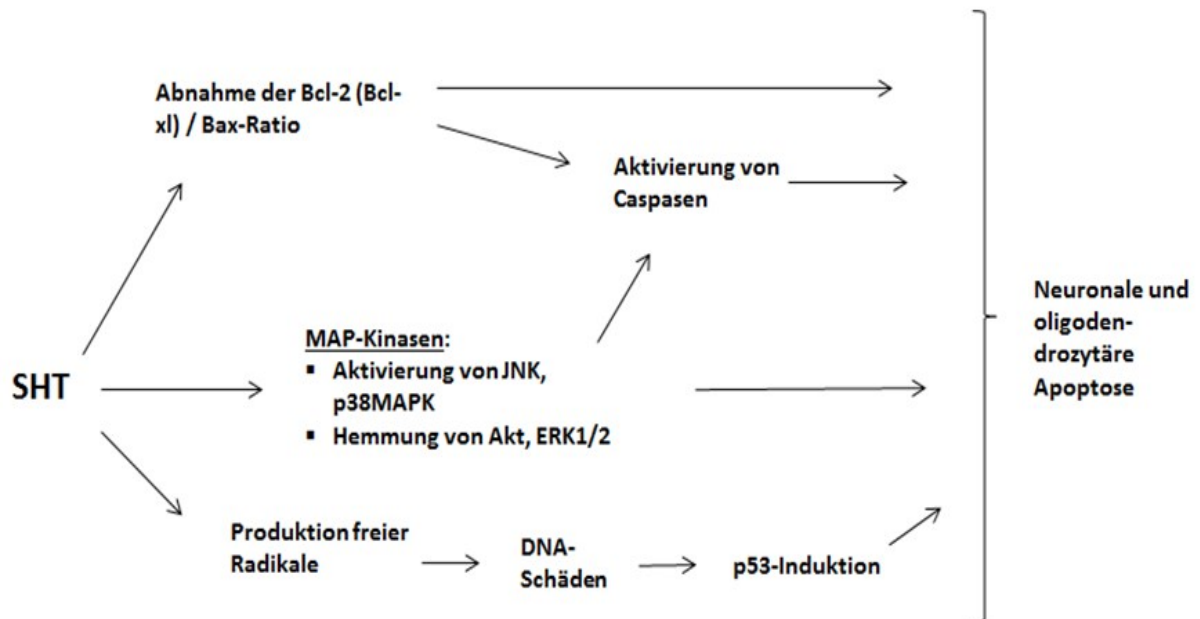 Abnahme der Bcl-2 (Bcl-
xl) / Bax-Ratio
Aktivierung von
Caspasen
Neuronale und
oligoden-
drozytäre
Apoptose
MAP-Kinasen:
▪ Aktivierung von JNK,
p38MAPK
▪ Hemmung von Akt, ERK1/2
SHT
Produktion freier
Radikale
DNA-
Schäden
p53-Induktion